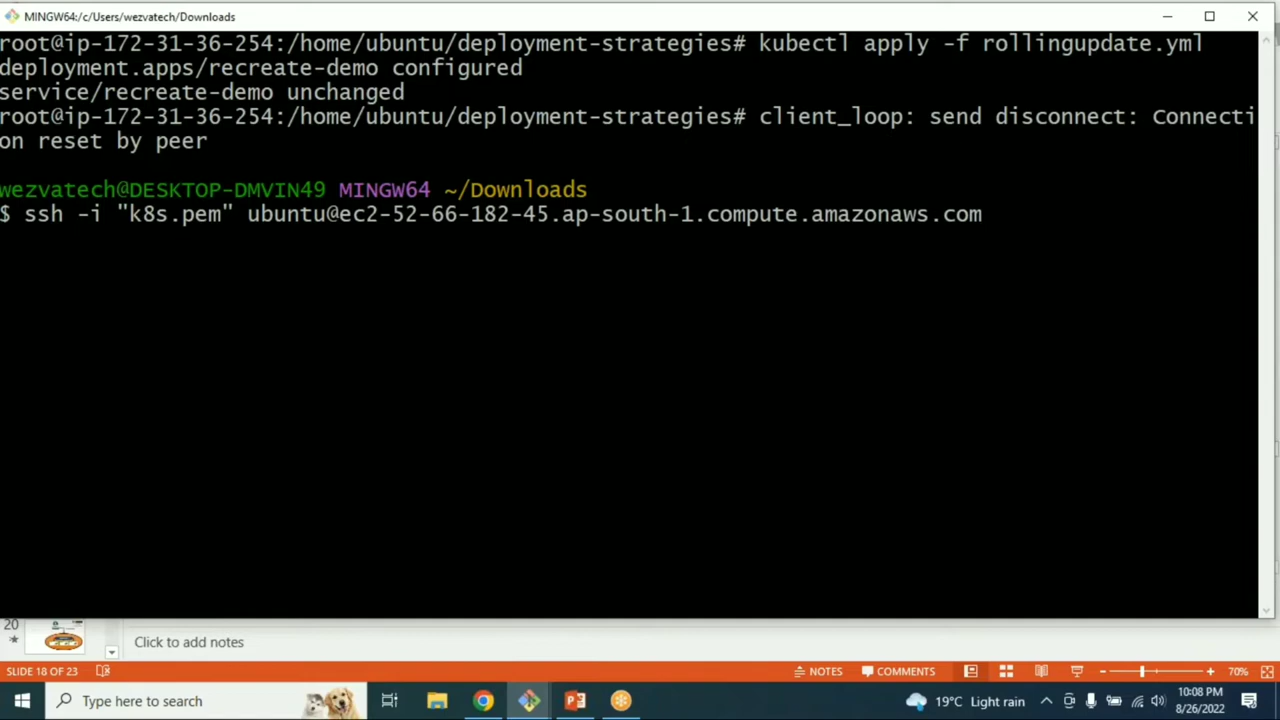 MINGW64:/c/Users/wezvatech/Downloads
root@ip-172-31-36-254:/home/ubuntu/deployment-strategies# kubectl apply -f rollingupdate.yml
deployment.apps/recreate-demo configured
service/recreate-demo unchanged
root@ip-172-31-36-254:/home/ubuntu/deployment-strategies# client_loop: send disconnect: Connecti
on reset by peer
wezvatech@DESKTOP-DMVIN49 MINGW64 ~/Downloads
$ ssh -i "k8s.pem" ubuntu@ec2-52-66-182-45.ap-south-1.compute.amazonaws.com
20
Click to add notes
SLIDE 18 OF 23
NOTES
COMMENTS
70%
Type here to search
19°C Light rain
10:08 PM
8/26/2022